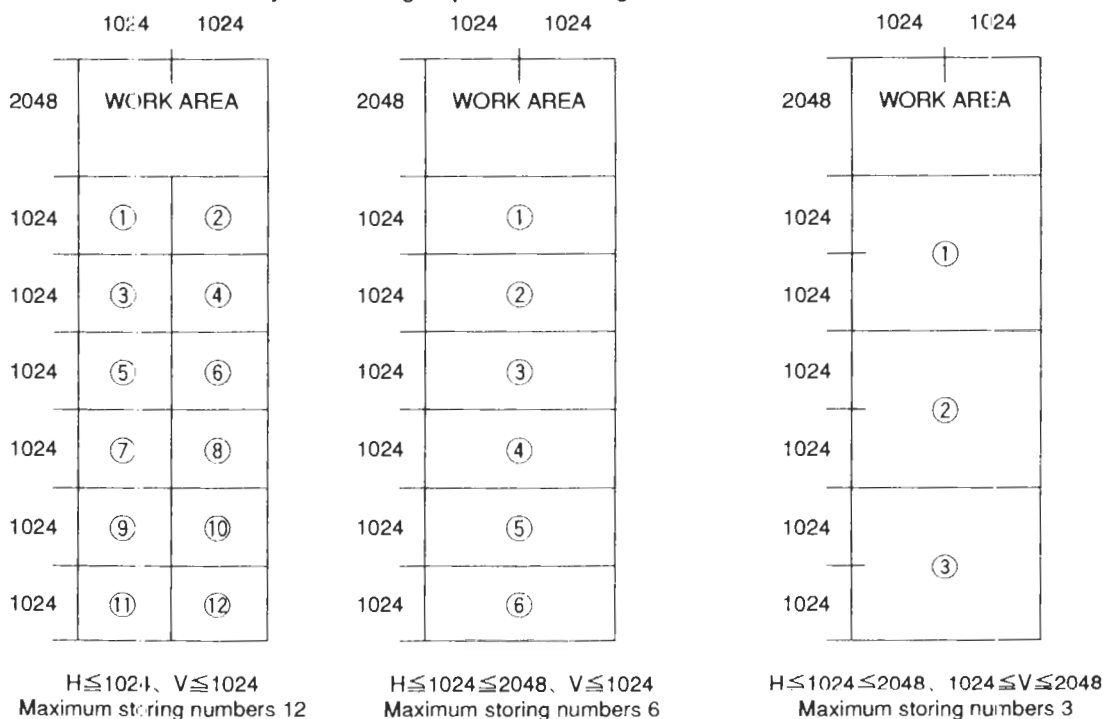 1024 1024
2048 WORK AREA
1024 ① ②
1024 ③ ④
1024 ⑤ ⑥
1024 ⑦ ⑧
1024 ⑨ ⑩
1024 ⑪ ⑫
H≦1024、V≦1024
Maximum storing numbers 12
1024 1024
2048 WORK AREA
1024 ①
1024 ②
1024 ③
1024 ④
1024 ⑤
1024 ⑥
H≦1024≦2048、V≦1024
Maximum storing numbers 6
1024 1024
2048 WORK AREA
1024
①
1024
1024
②
1024
1024
③
1024
H≦1024≦2048、1024≦V≦2048
Maximum storing numbers 3